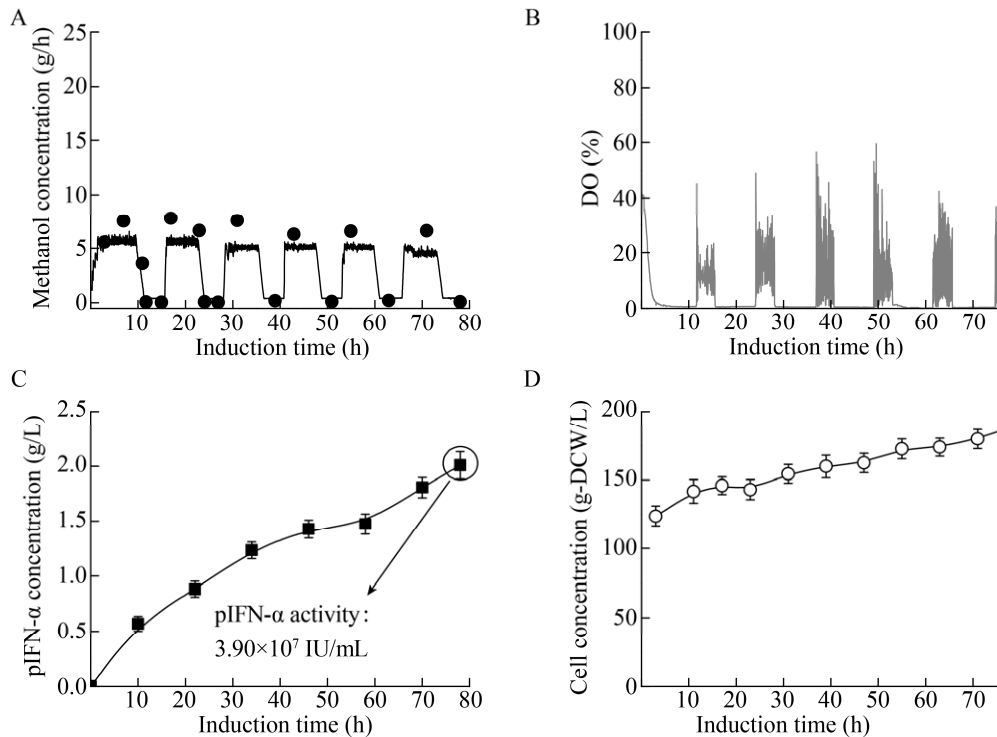 A
Methanol concentration (g/h)
25
20
15
10
5
0
10 20 30 40 50 60 70 80
Induction time (h)
B
DO (%)
100
80
60
40
20
0
10 20 30 40 50 60 70
Induction time (h)
C
pIFN-α concentration (g/L)
2.5
2.0
1.5
1.0
0.5
0.0
pIFN-α activity:
3.90×10⁷ IU/mL
10 20 30 40 50 60 70 80
Induction time (h)
D
Cell concentration (g-DCW/L)
200
150
100
50
0
10 20 30 40 50 60 70
Induction time (h)